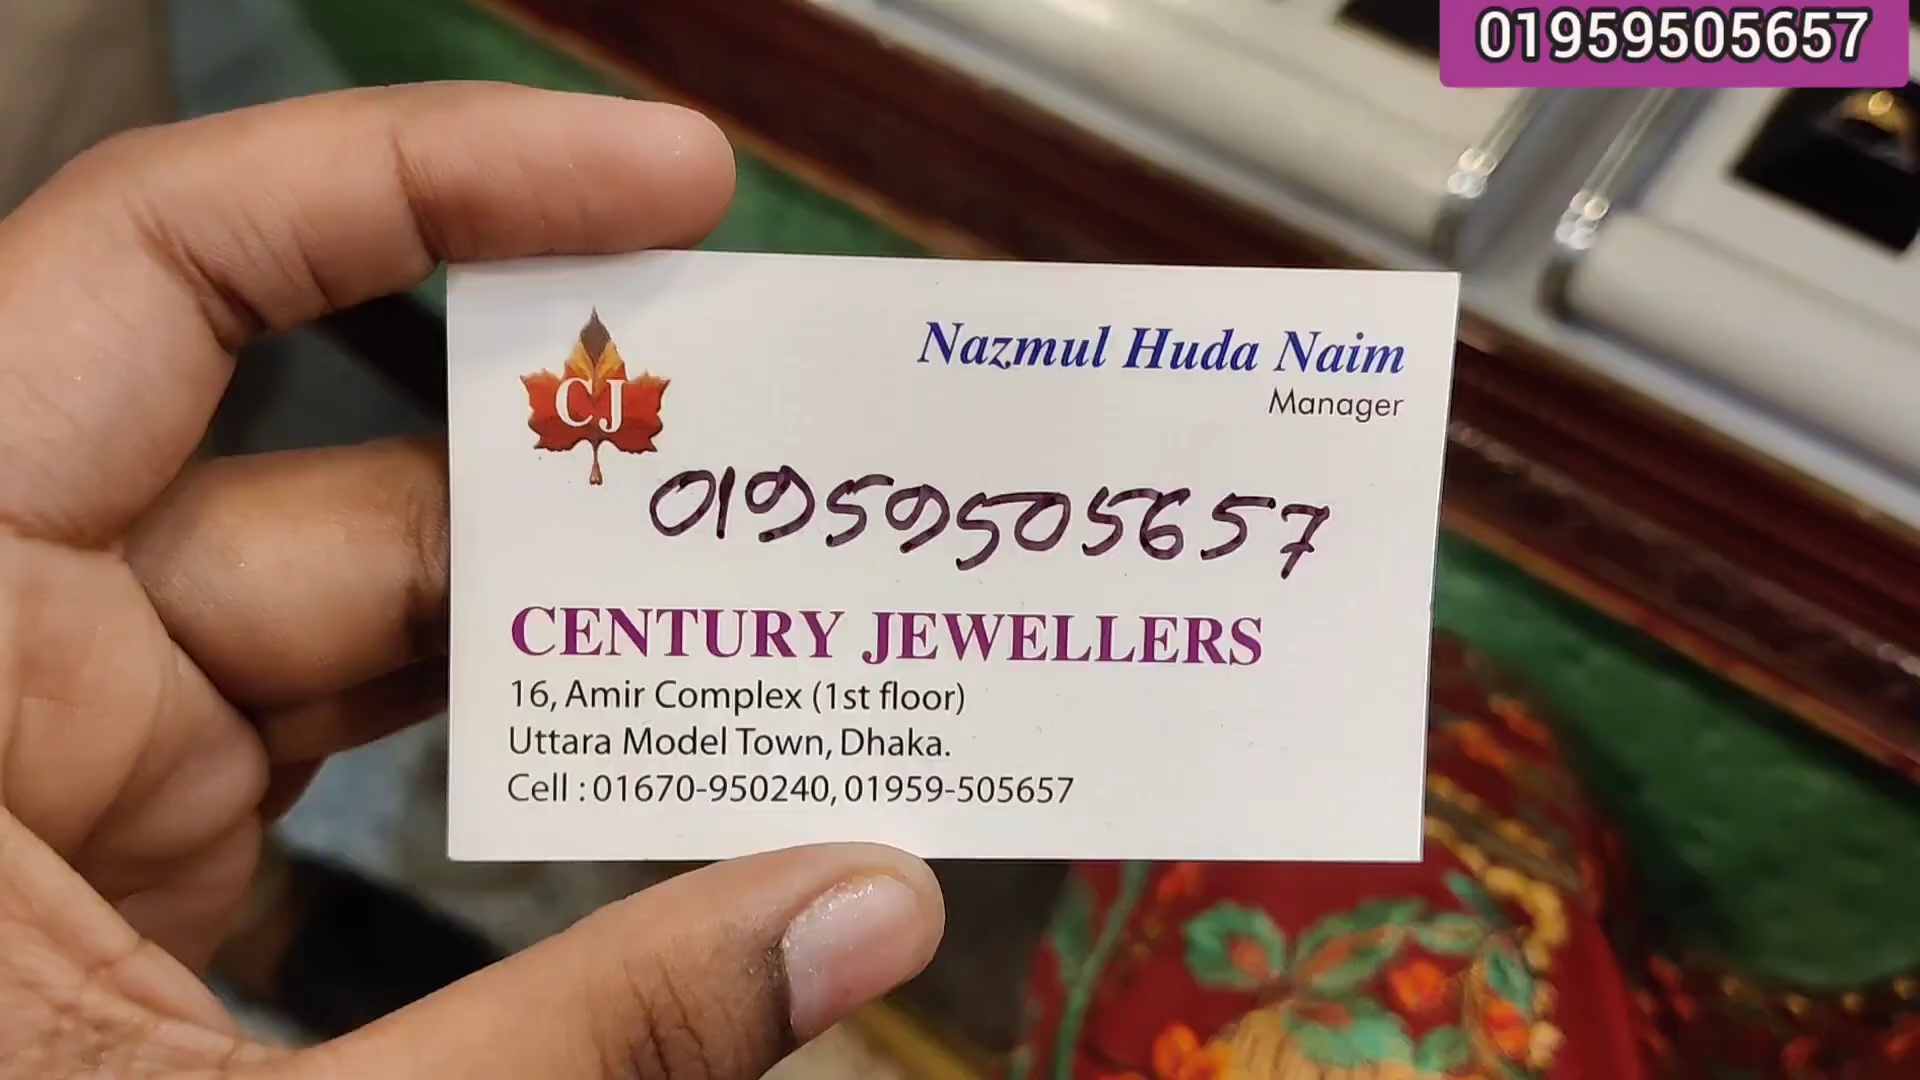 01959505657
Nazmul Huda Naim
Manager
CJ
01959505657
CENTURY JEWELLERS
16, Amir Complex (1st floor)
Uttara Model Town, Dhaka.
Cell : 01670-950240, 01959-505657